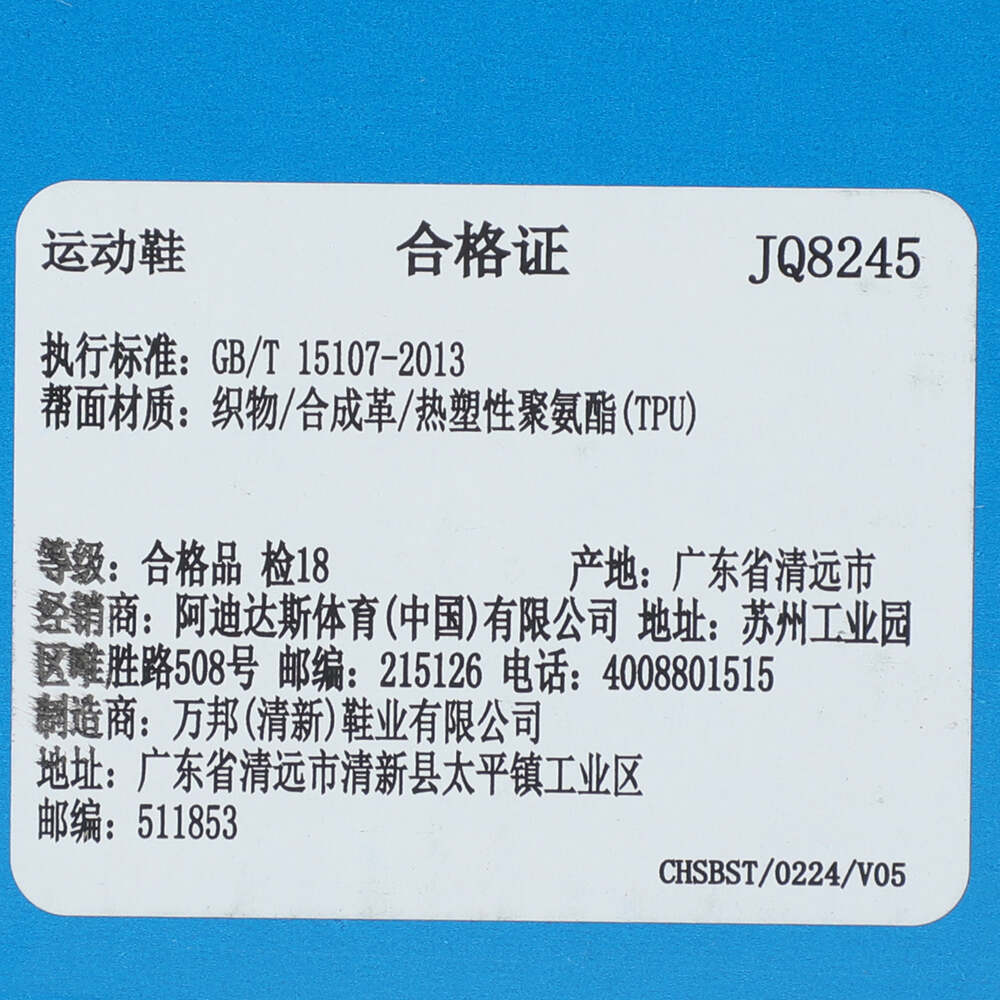 运动鞋 合格证 JQ8245
执行标准：GB/T 15107-2013
帮面材质：织物/合成革/热塑性聚氨酯(TPU)
等级：合格品 检18 产地：广东省清远市
经销商：阿迪达斯体育(中国)有限公司 地址：苏州工业园
区唯胜路508号 邮编：215126 电话：4008801515
制造商：万邦(清新)鞋业有限公司
地址：广东省清远市清新县太平镇工业区
邮编：511853
CHSBST/0224/V05